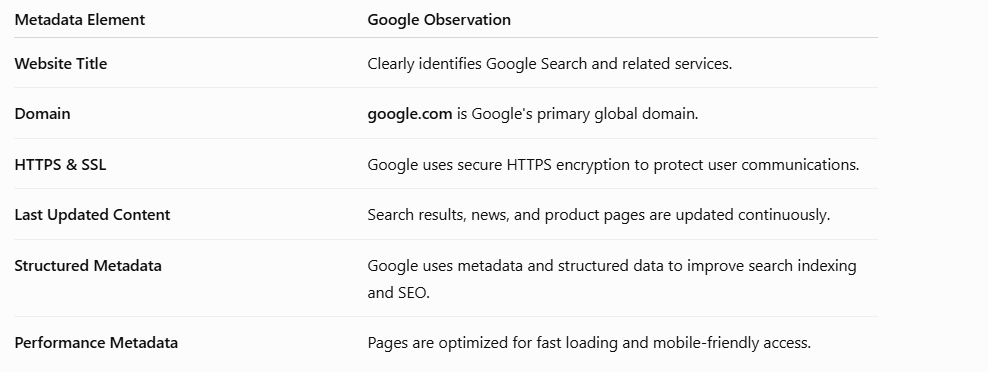 Metadata Element Google Observation
Website Title Clearly identifies Google Search and related services.
Domain google.com is Google's primary global domain.
HTTPS & SSL Google uses secure HTTPS encryption to protect user communications.
Last Updated Content Search results, news, and product pages are updated continuously.
Structured Metadata Google uses metadata and structured data to improve search indexing
and SEO.
Performance Metadata Pages are optimized for fast loading and mobile-friendly access.